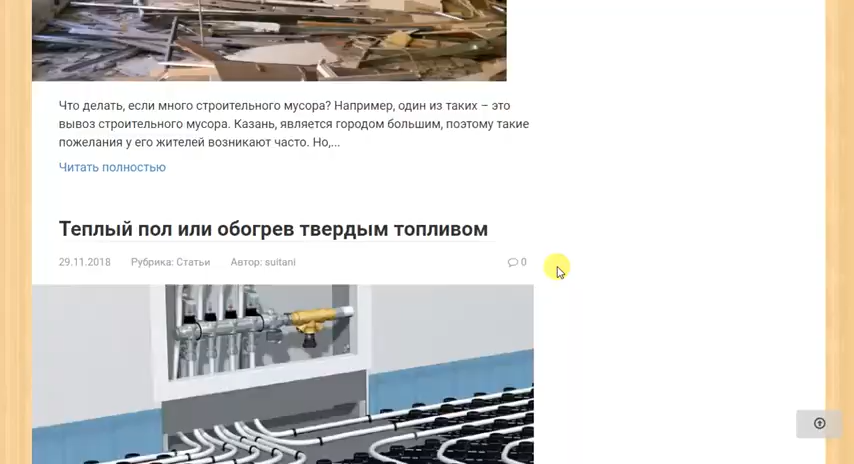 Что делать, если много строительного мусора? Например, один из таких – это
вывоз строительного мусора. Казань, является городом большим, поэтому такие
пожелания у его жителей возникают часто. Но,...
Читать полностью
Теплый пол или обогрев твердым топливом
29.11.2018 Рубрика: Статьи Автор: suitani 0